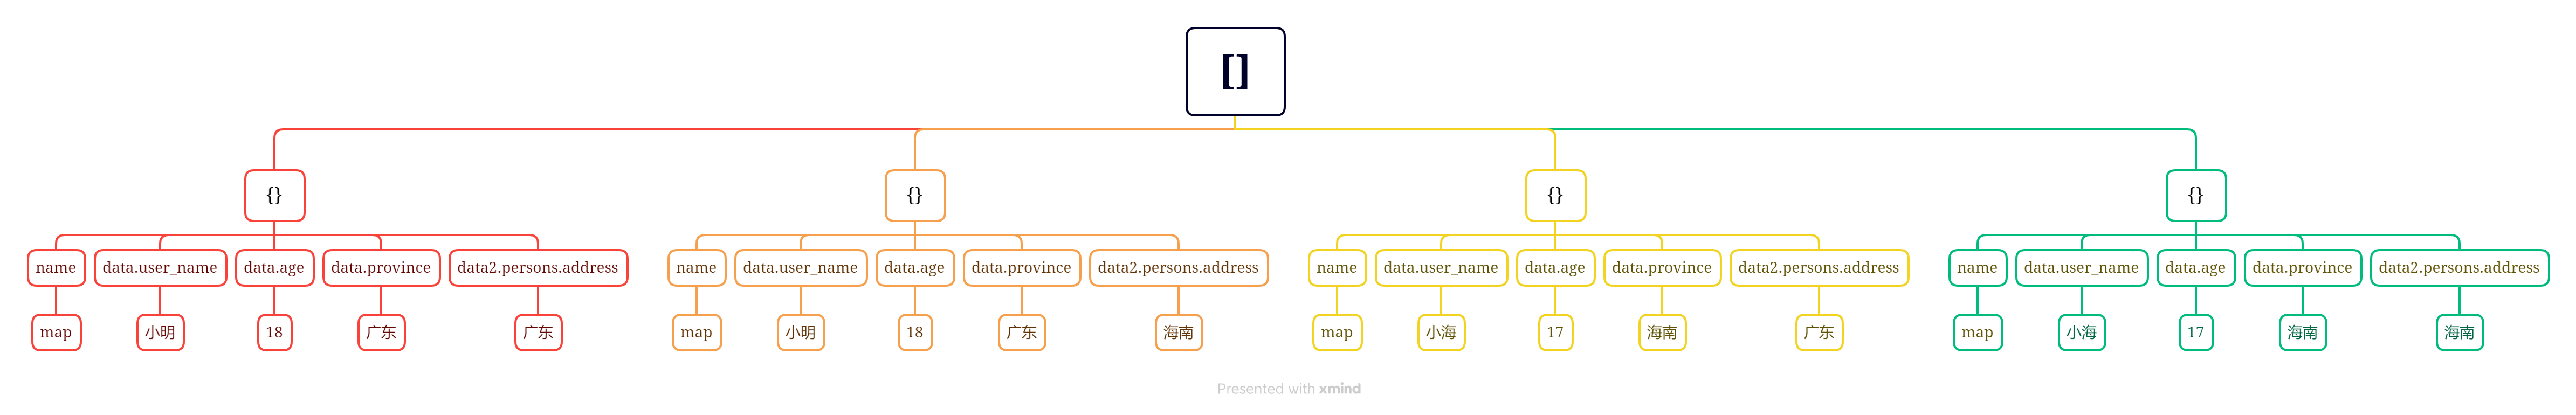 []
{} {} {} {}
name data.user_name data.age data.province data2.persons.address name data.user_name data.age data.province data2.persons.address name data.user_name data.age data.province data2.persons.address name data.user_name data.age data.province data2.persons.address
map 小明 18 广东 广东 map 小明 18 广东 海南 map 小海 17 海南 广东 map 小海 17 海南 海南
Presented with xmind